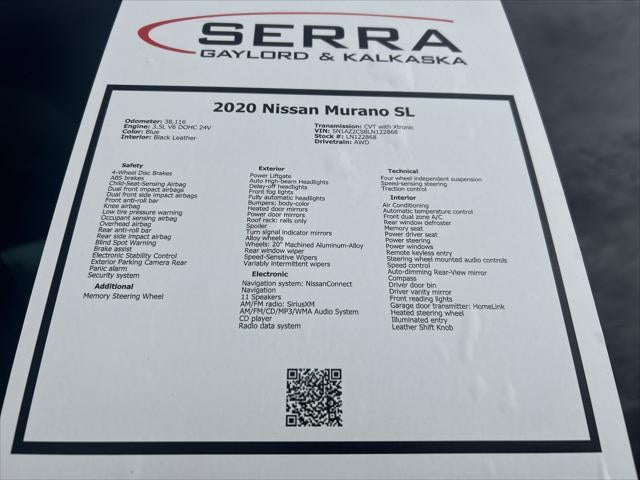 SERRA
GAYLORD & KALKASKA
2020 Nissan Murano SL
Odometer: 38,116
Engine: 3.5L V6 DOHC 24V
Color: Blue
Interior: Black Leather
Transmission: CVT with Xtronic
VIN: 5N1AZ2CS8LN122868
Stock #: LN122868
Drivetrain: AWD
Safety
4-Wheel Disc Brakes
ABS brakes
Child-Seat-Sensing Airbag
Dual front impact airbags
Dual front side impact airbags
Front anti-roll bar
Knee airbag
Low tire pressure warning
Occupant sensing airbag
Overhead airbag
Rear anti-roll bar
Rear side impact airbag
Blind Spot Warning
Brake assist
Electronic Stability Control
Exterior Parking Camera Rear
Panic alarm
Security system
Additional
Memory Steering Wheel
Exterior
Power Liftgate
Auto High-beam Headlights
Delay-off headlights
Front fog lights
Fully automatic headlights
Bumpers: body-color
Heated door mirrors
Power door mirrors
Roof rack: rails only
Spoiler
Turn signal indicator mirrors
Alloy wheels
Wheels: 20" Machined Aluminum-Alloy
Rear window wiper
Speed-Sensitive Wipers
Variably intermittent wipers
Electronic
Navigation system: NissanConnect
Navigation
11 Speakers
AM/FM radio: SiriusXM
AM/FM/CD/MP3/WMA Audio System
CD player
Radio data system
Technical
Four wheel independent suspension
Speed-sensing steering
Traction control
Interior
Air Conditioning
Automatic temperature control
Front dual zone A/C
Rear window defroster
Memory seat
Power driver seat
Power steering
Power windows
Remote keyless entry
Steering wheel mounted audio controls
Speed control
Auto-dimming Rear-View mirror
Compass
Driver door bin
Driver vanity mirror
Front reading lights
Garage door transmitter: HomeLink
Heated steering wheel
Illuminated entry
Leather Shift Knob